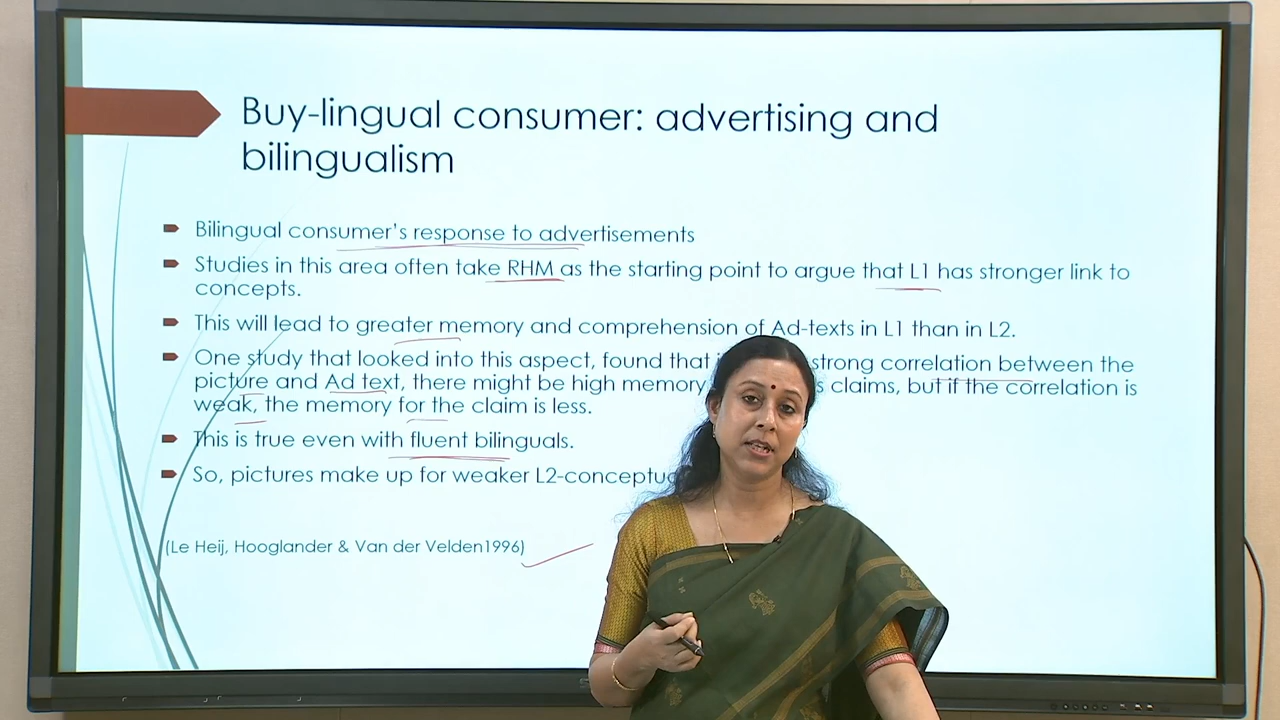 Buy-lingual consumer: advertising and
bilingualism
Bilingual consumer's response to advertisements
Studies in this area often take RHM as the starting point to argue that L1 has stronger link to
concepts.
This will lead to greater memory and comprehension of Ad-texts in L1 than in L2.
One study that looked into this aspect, found that strong correlation between the
picture and Ad text, there might be high memory claims, but if the correlation is
weak, the memory for the claim is less.
This is true even with fluent bilinguals.
So, pictures make up for weaker
(Le Heij, Hooglander & Van der Velden1996)